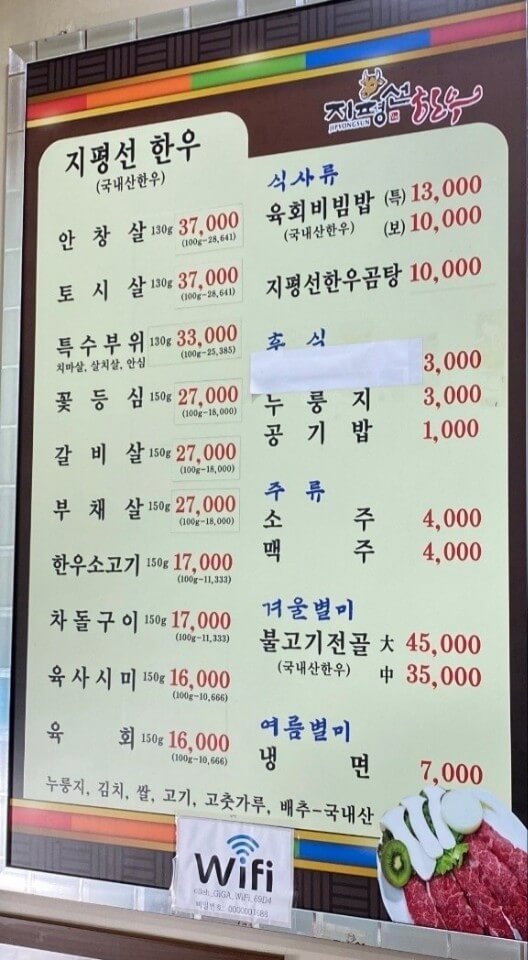 지평선 한우
JIPYONGSUN
지평선 한우
(국내산한우)
안창살 130g 37,000
(100g-28,641)
토시살 130g 37,000
(100g-28,641)
특수부위 130g 33,000
치마살, 살치살, 안심 (100g-25,385)
꽃등심 150g 27,000
(100g-18,000)
갈비살 150g 27,000
(100g-18,000)
부채살 150g 27,000
(100g-18,000)
한우소고기 150g 17,000
(100g-11,333)
차돌구이 150g 17,000
(100g-11,333)
육사시미 150g 16,000
(100g-10,666)
육회 150g 16,000
(100g-10,666)
식사류
육회비빔밥 (특) 13,000
(국내산한우) (보) 10,000
지평선한우곰탕 10,000
후식
3,000
누룽지 3,000
공기밥 1,000
주류
소주 4,000
맥주 4,000
겨울별미
불고기전골 大 45,000
(국내산한우) 中 35,000
여름별미
냉면 7,000
누룽지, 김치, 쌀, 고기, 고춧가루, 배추-국내산
Wifi
비밀번호: 0000001088